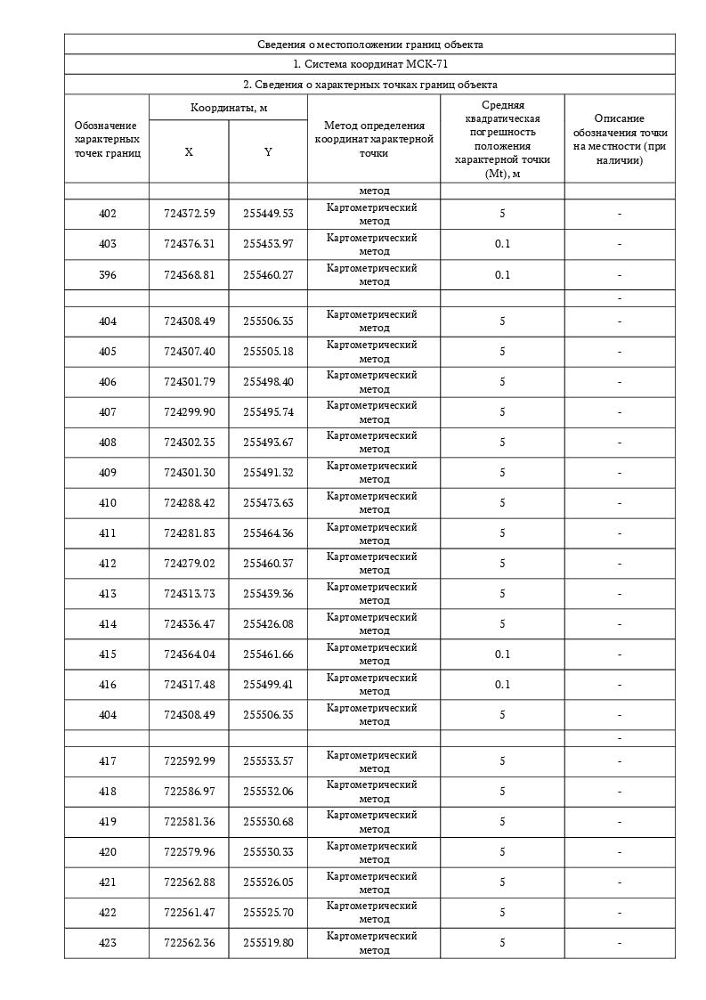 Сведения о местоположении границ объекта
1. Система координат МСК-71
2. Сведения о характерных точках границ объекта
Обозначение
характерных
точек границ
Координаты, м
X
Y
Метод определения
координат характерной
точки
Средняя
квадратическая
погрешность
положения
характерной точки
(Mt), м
Описание
обозначения точки
на местности (при
наличии)
метод
402 724372.59 255449.53 Картометрический
метод 5 -
403 724376.31 255453.97 Картометрический
метод 0.1 -
396 724368.81 255460.27 Картометрический
метод 0.1 -
-
404 724308.49 255506.35 Картометрический
метод 5 -
405 724307.40 255505.18 Картометрический
метод 5 -
406 724301.79 255498.40 Картометрический
метод 5 -
407 724299.90 255495.74 Картометрический
метод 5 -
408 724302.35 255493.67 Картометрический
метод 5 -
409 724301.30 255491.32 Картометрический
метод 5 -
410 724288.42 255473.63 Картометрический
метод 5 -
411 724281.83 255464.36 Картометрический
метод 5 -
412 724279.02 255460.37 Картометрический
метод 5 -
413 724313.73 255439.36 Картометрический
метод 5 -
414 724336.47 255426.08 Картометрический
метод 5 -
415 724364.04 255461.66 Картометрический
метод 0.1 -
416 724317.48 255499.41 Картометрический
метод 0.1 -
404 724308.49 255506.35 Картометрический
метод 5 -
-
417 722592.99 255533.57 Картометрический
метод 5 -
418 722586.97 255532.06 Картометрический
метод 5 -
419 722581.36 255530.68 Картометрический
метод 5 -
420 722579.96 255530.33 Картометрический
метод 5 -
421 722562.88 255526.05 Картометрический
метод 5 -
422 722561.47 255525.70 Картометрический
метод 5 -
423 722562.36 255519.80 Картометрический
метод 5 -